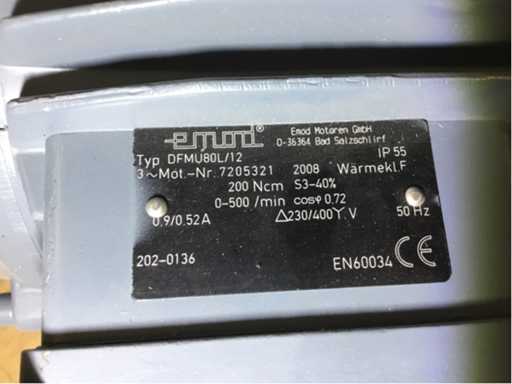 emod®
Emod Motoren GmbH
D-36364 Bad Salzschlirf
Typ DFMU80L/12 IP 55
3~Mot.-Nr. 7205321 2008 Wärmekl.F
200 Ncm S3-40%
0-500 /min cosφ 0.72
0.9/0.52A Δ230/400Y V 50 Hz
202-0136 EN60034 CE